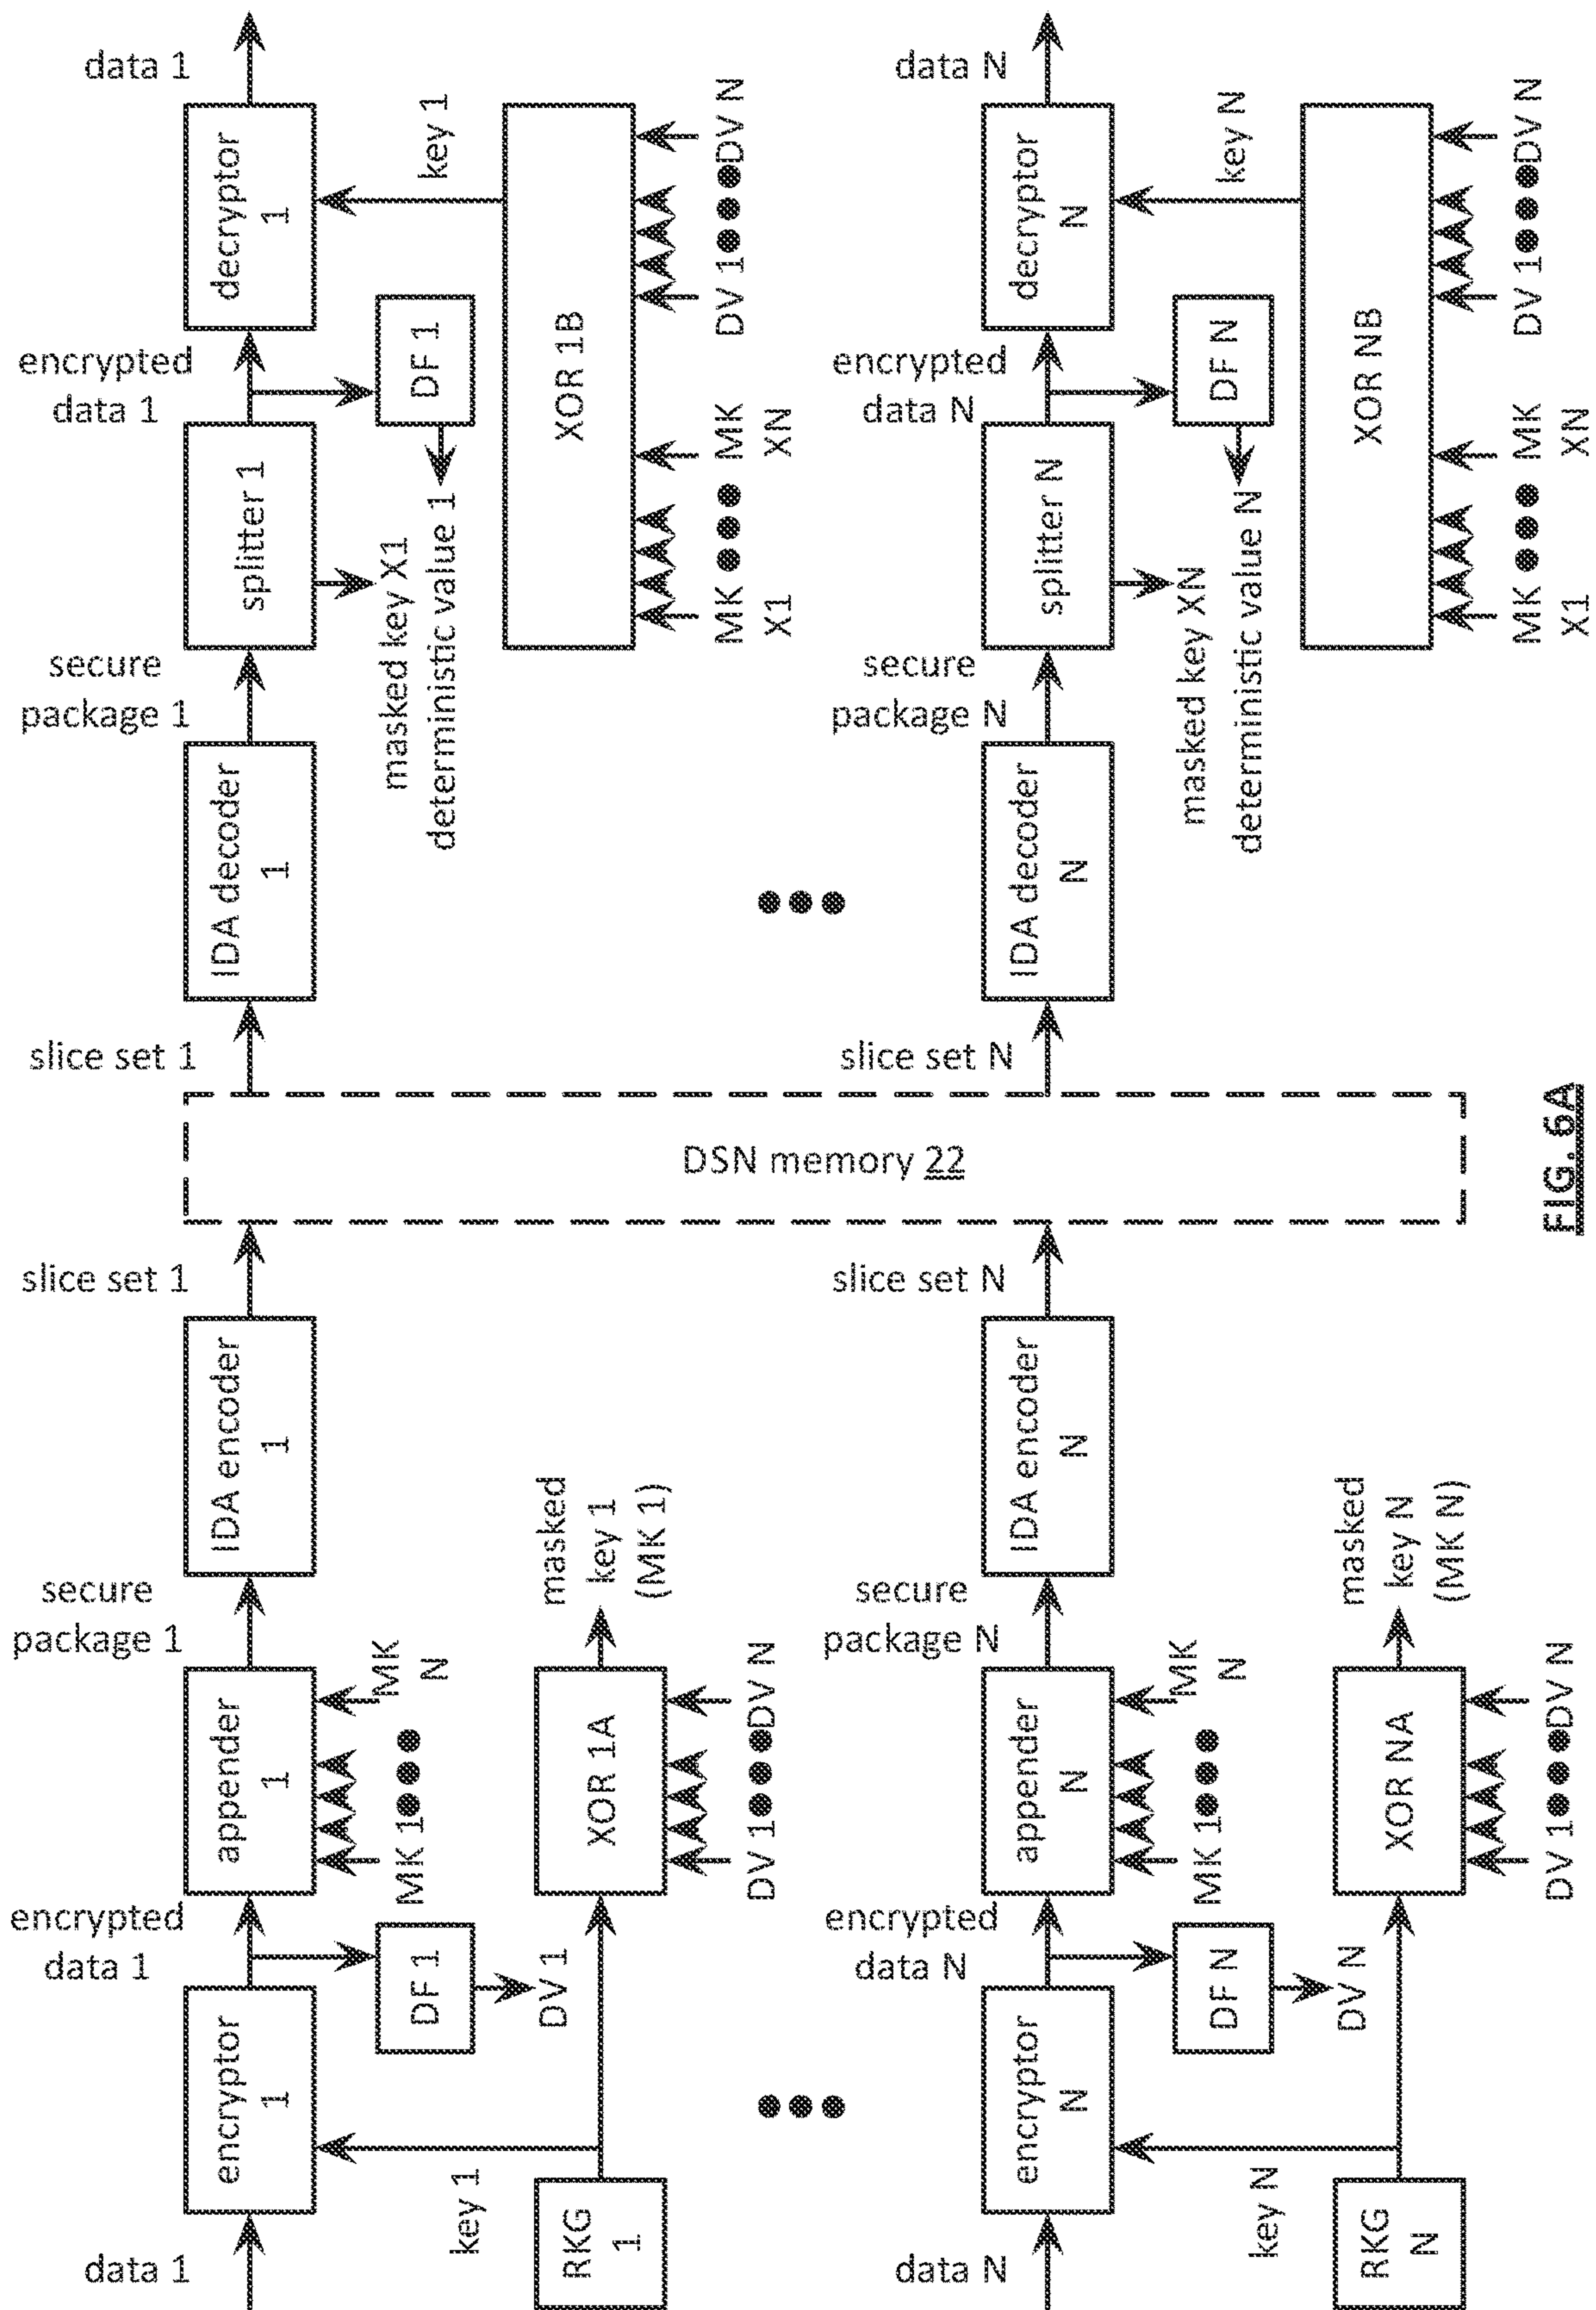 data 1
encryptor
1
key 1
RKG
1
encrypted
data 1
DF 1
DV 1
appender
1
MK 1
MK
N
XOR 1A
DV 1
DV N
masked
key 1
(MK 1)
secure
package 1
IDA encoder
1
slice set 1
data N
encryptor
N
key N
RKG
N
encrypted
data N
DF N
DV N
appender
N
MK 1
MK
N
XOR NA
DV 1
DV N
masked
key N
(MK N)
secure
package N
IDA encoder
N
slice set N
DSN memory 22
slice set 1
IDA decoder
1
secure
package 1
splitter 1
masked key X1
deterministic value 1
encrypted
data 1
DF 1
decryptor
1
key 1
data 1
XOR 1B
MK
X1
MK
XN
DV 1
DV N
slice set N
IDA decoder
N
secure
package N
splitter N
masked key XN
deterministic value N
encrypted
data N
DF N
decryptor
N
key N
data N
XOR NB
MK
X1
MK
XN
DV 1
DV N
FIG. 6A